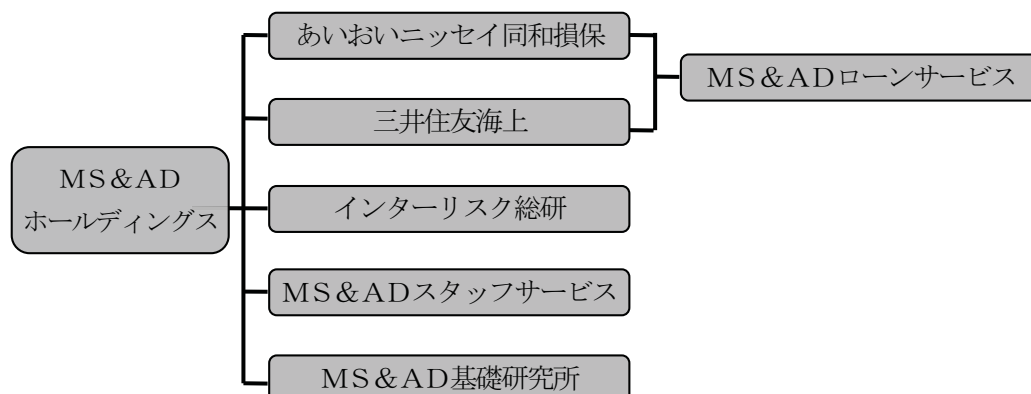 あいおいニッセイ同和損保
MS&ADローンサービス
三井住友海上
MS&AD
ホールディングス
インターリスク総研
MS&ADスタッフサービス
MS&AD基礎研究所